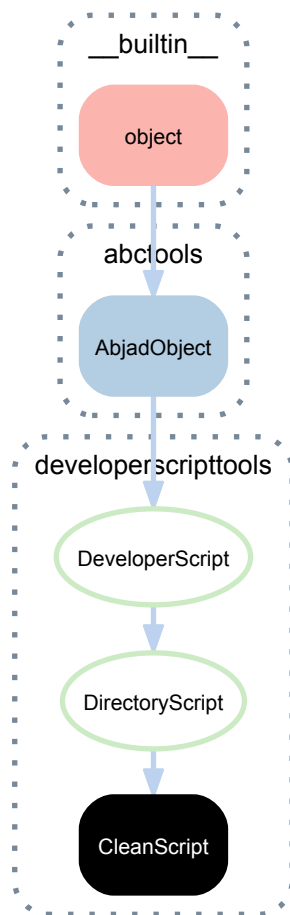 __builtin__
object
abctools
AbjadObject
developerscripttools
DeveloperScript
DirectoryScript
CleanScript